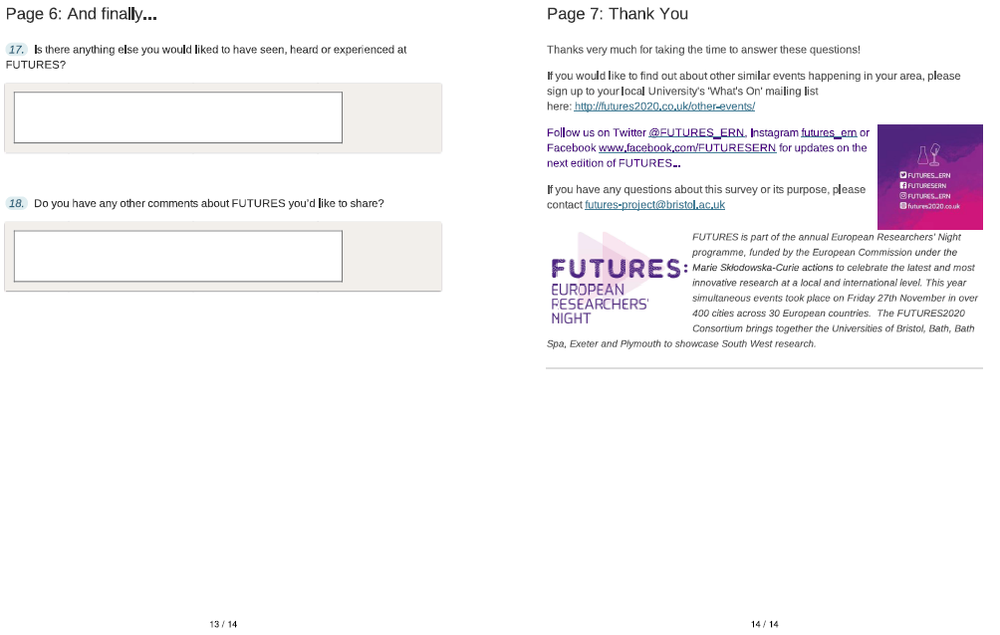 Page 6: And finally...
17. Is there anything else you would liked to have seen, heard or experienced at
FUTURES?
18. Do you have any other comments about FUTURES you'd like to share?
13 / 14
Page 7: Thank You
Thanks very much for taking the time to answer these questions!
If you would like to find out about other similar events happening in your area, please
sign up to your local University's 'What's On' mailing list
here: http://futures2020.co.uk/other-events/
Follow us on Twitter @FUTURES_ERN, Instagram futures_ern or
Facebook www.facebook.com/FUTURESERN for updates on the
next edition of FUTURES...
FUTURES_ERN
FUTURESERN
FUTURES_ERN
futures2020.co.uk
If you have any questions about this survey or its purpose, please
contact futures-project@bristol.ac.uk
FUTURES:
EUROPEAN
RESEARCHERS'
NIGHT
FUTURES is part of the annual European Researchers' Night
programme, funded by the European Commission under the
Marie Skłodowska-Curie actions to celebrate the latest and most
innovative research at a local and international level. This year
simultaneous events took place on Friday 27th November in over
400 cities across 30 European countries. The FUTURES2020
Consortium brings together the Universities of Bristol, Bath, Bath
Spa, Exeter and Plymouth to showcase South West research.
14 / 14